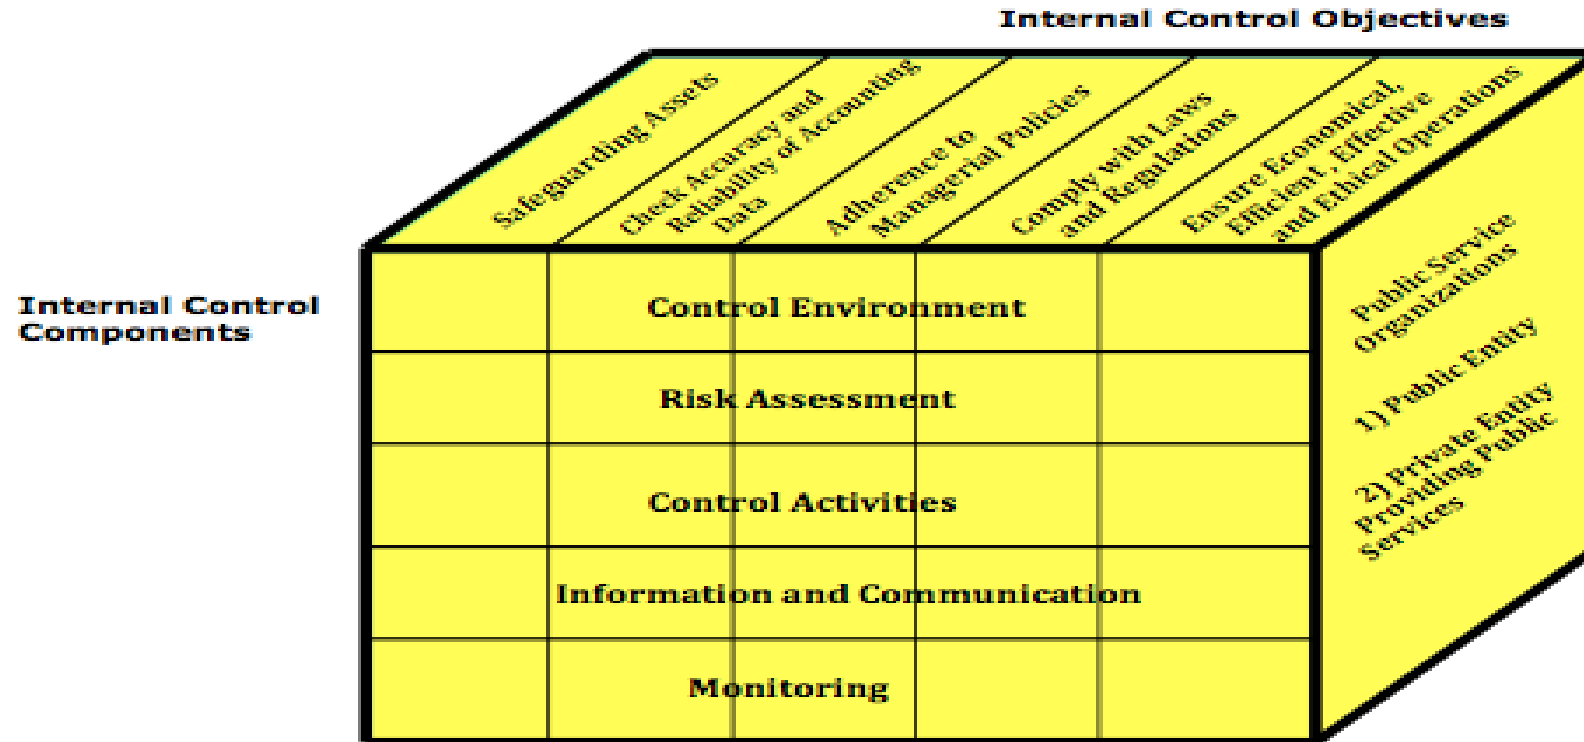 Internal Control Objectives
Safeguarding Assets
Check Accuracy and
Reliability of Accounting
Data
Adherence to
Managerial Policies
Comply with Laws
and Regulations
Ensure Economical,
Efficient, Effective
and Ethical Operations
Internal Control
Components
Control Environment
Risk Assessment
Control Activities
Information and Communication
Monitoring
Public Service
Organizations
1) Public Entity
2) Private Entity
Providing Public
Services